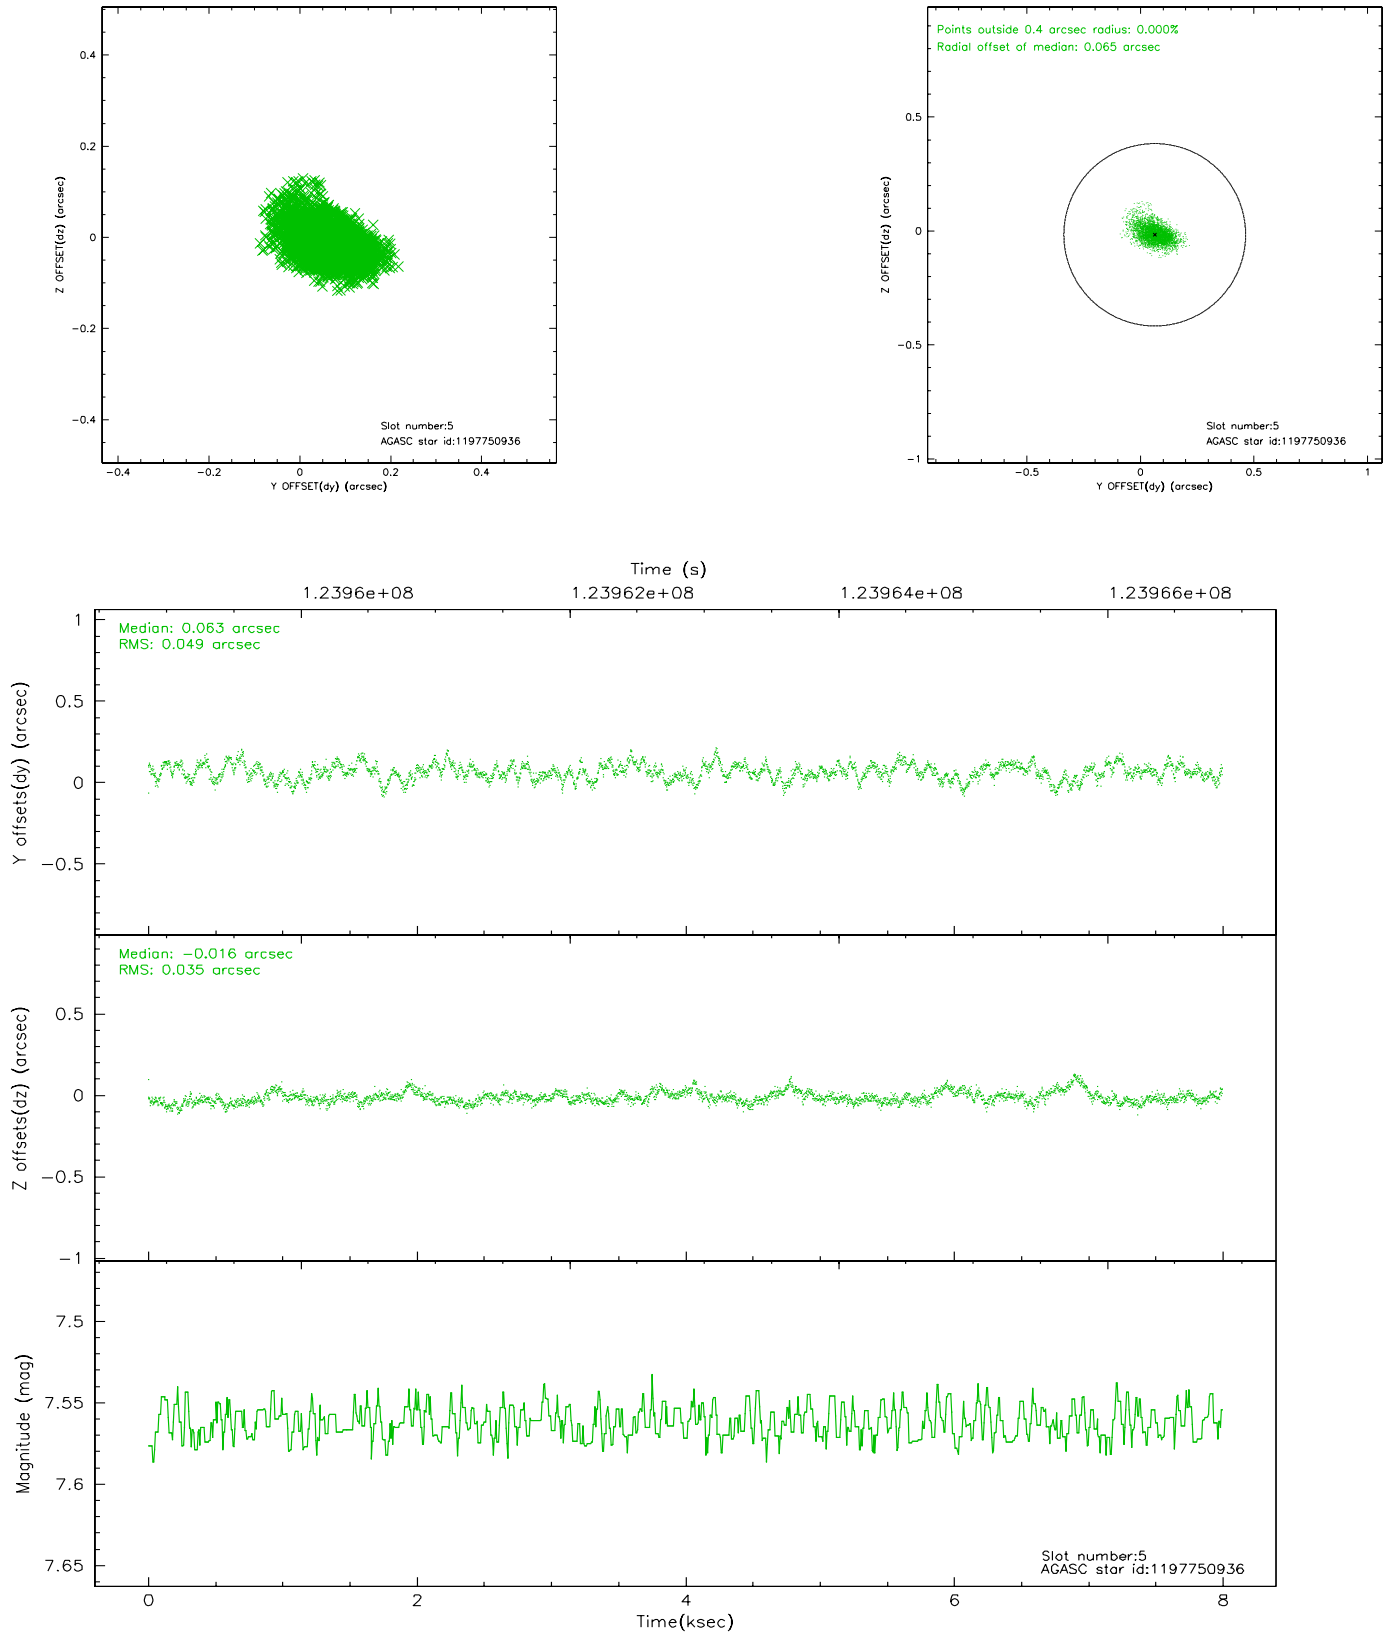 0.4
0.2
0
−0.2
−0.4
Z OFFSET(dz) (arcsec)
Slot number:5
AGASC star id:1197750936
−0.4 −0.2 0 0.2 0.4
Y OFFSET(dy) (arcsec)
Points outside 0.4 arcsec radius: 0.000%
Radial offset of median: 0.065 arcsec
0.5
0
−0.5
−1
Z OFFSET(dz) (arcsec)
Slot number:5
AGASC star id:1197750936
−0.5 0 0.5 1
Y OFFSET(dy) (arcsec)
Time (s)
1.2396e+08 1.23962e+08 1.23964e+08 1.23966e+08
Median: 0.063 arcsec
RMS: 0.049 arcsec
1
0.5
0
−0.5
Y offsets(dy) (arcsec)
Median: −0.016 arcsec
RMS: 0.035 arcsec
0.5
0
−0.5
−1
Z offsets(dz) (arcsec)
7.5
7.55
7.6
7.65
Magnitude (mag)
Slot number:5
AGASC star id:1197750936
0 2 4 6 8
Time(ksec)